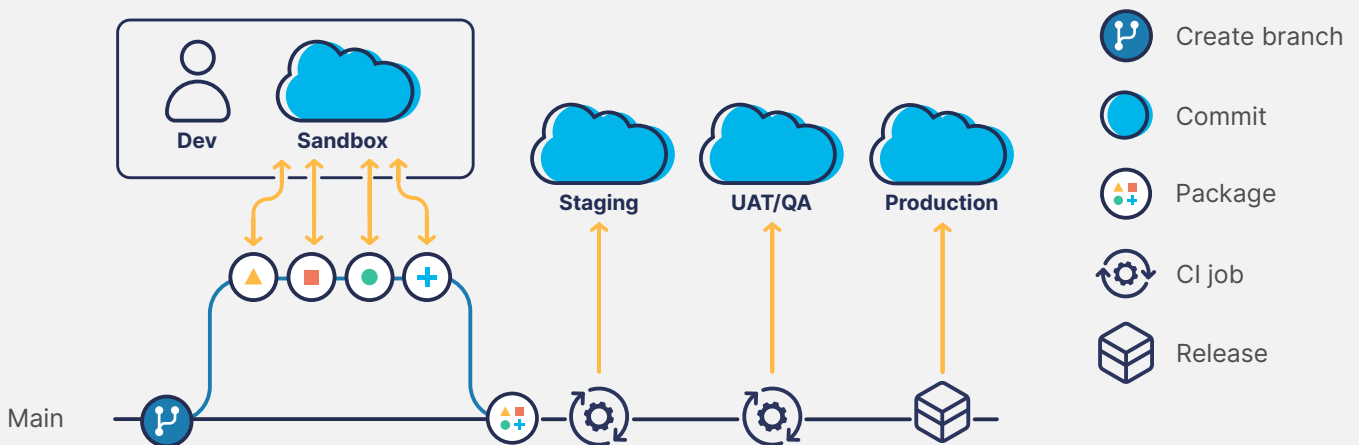 Dev
Sandbox
Staging
UAT/QA
Production
Main
Create branch
Commit
Package
CI job
Release